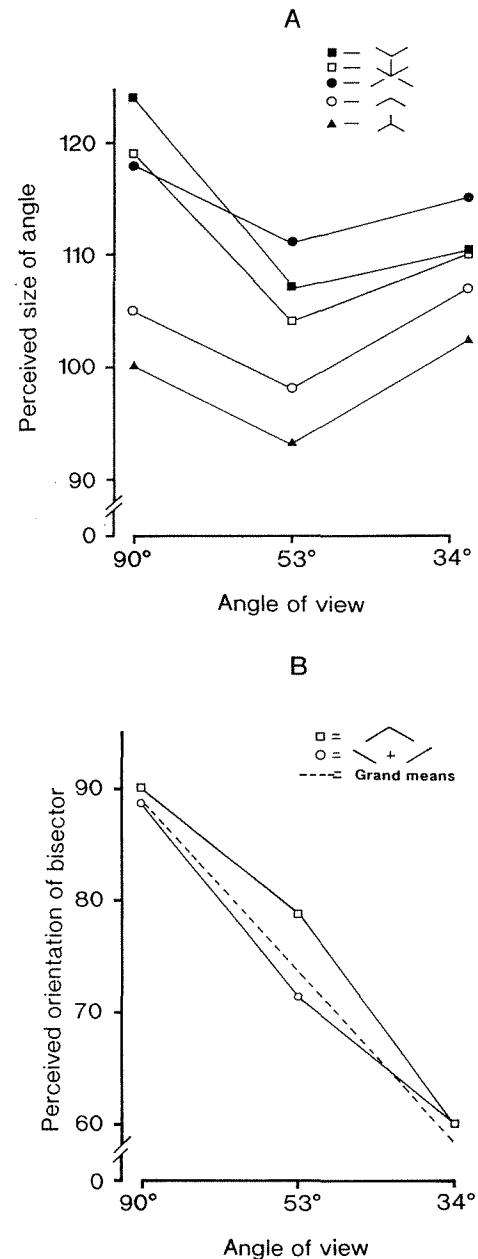 A
120
110
100
90
0
Perceived size of angle
90° 53° 34°
Angle of view
B
Grand means
90
80
70
60
0
Perceived orientation of bisector
90° 53° 34°
Angle of view